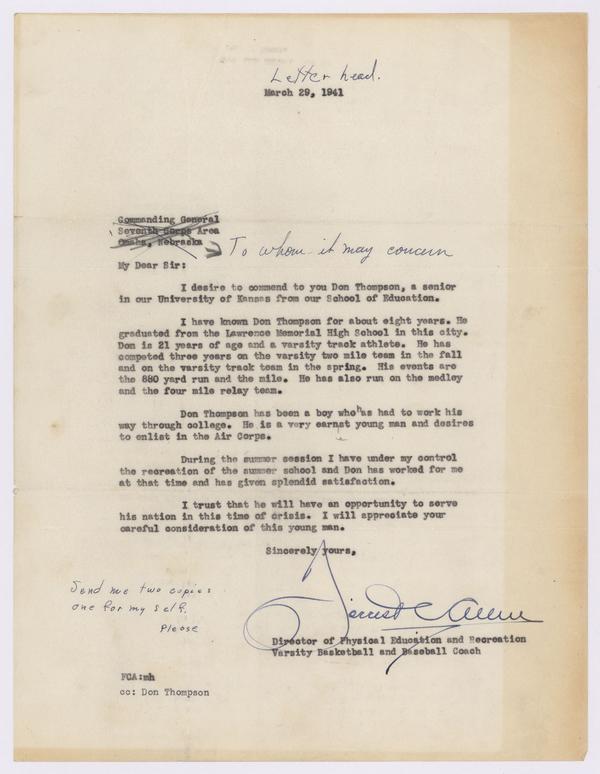 Letter head.
March 29, 1941
Commanding General
Seventh Corps Area
Omaha, Nebraska
To whom it may concern
My Dear Sir:
I desire to commend to you Don Thompson, a senior
in our University of Kansas from our School of Education.
I have known Don Thompson for about eight years. He
graduated from the Lawrence Memorial High School in this city.
Don is 21 years of age and a varsity track athlete. He has
competed three years on the varsity two mile team in the fall
and on the varsity track team in the spring. His events are
the 880 yard run and the mile. He has also run on the medley
and the four mile relay team.
Don Thompson has been a boy who has had to work his
way through college. He is a very earnst young man and desires
to enlist in the Air Corps.
During the summer session I have under my control
the recreation of the summer school and Don has worked for me
at that time and has given splendid satisfaction.
I trust that he will have an opportunity to serve
his nation in this time of crisis. I will appreciate your
careful consideration of this young man.
Sincerely yours,
Send me two copies
one for my self.
Please
Forrest C Allen
Director of Physical Education and Recreation
Varsity Basketball and Baseball Coach
FCA:mh
cc: Don Thompson